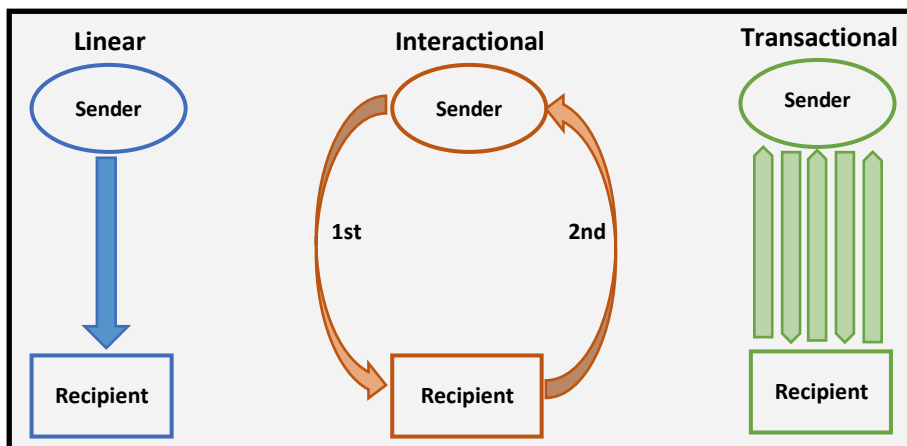 Linear
Interactional
Transactional
Sender
Sender
Sender
1st
2nd
Recipient
Recipient
Recipient